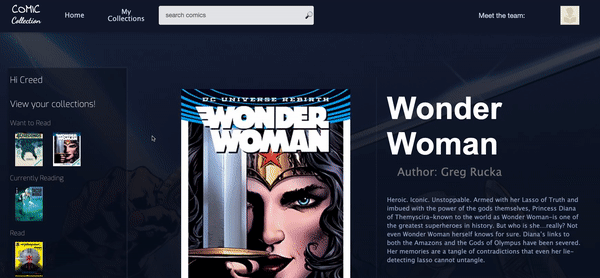 COMIC
Collection
Home
My
Collections
search comics
Meet the team:
Hi Creed
View your collections!
Want to Read
Currently Reading
Read
DC UNIVERSE REBIRTH
WONDER
WOMAN
Wonder
Woman
Author: Greg Rucka
Heroic. Iconic. Unstoppable. Armed with her Lasso of Truth and
imbued with the power of the gods themselves, Princess Diana
of Themyscira–known to the world as Wonder Woman–is one of
the greatest superheroes in history. But who is she...really? Not
even Wonder Woman herself knows for sure. Diana's links to
both the Amazons and the Gods of Olympus have been severed.
Her memories are a tangle of contradictions that even her lie-
detecting lasso cannot untangle.